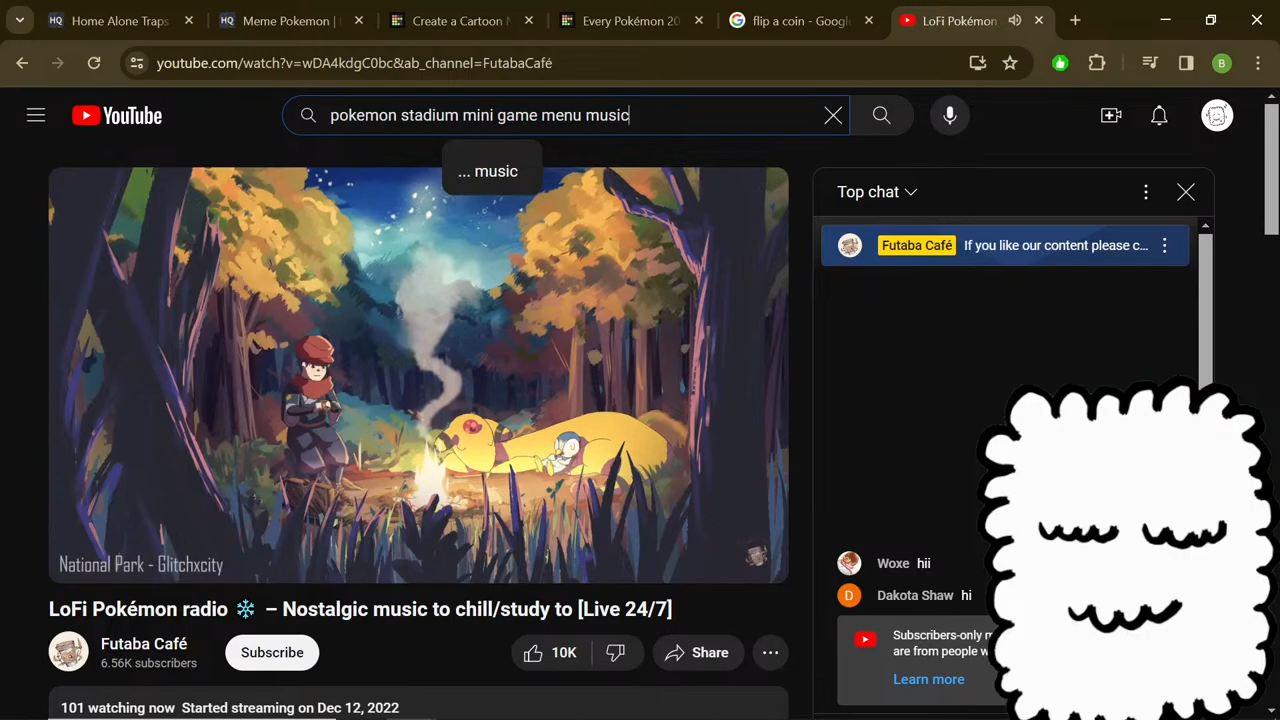 Home Alone Traps
Meme Pokemon |
Create a Cartoon
Every Pokémon 20
flip a coin - Google
LoFi Pokémon
youtube.com/watch?v=wDA4kdgC0bc&ab_channel=FutabaCafé
B
YouTube
pokemon stadium mini game menu music
... music
Top chat
Futaba Café If you like our content please c...
National Park - Glitchxcity
Woxe hii
D Dakota Shaw hi
Subscribers-only
are from people
Learn more
LoFi Pokémon radio ❄️ – Nostalgic music to chill/study to [Live 24/7]
Futaba Café
6.56K subscribers
Subscribe
10K
Share
101 watching now Started streaming on Dec 12, 2022